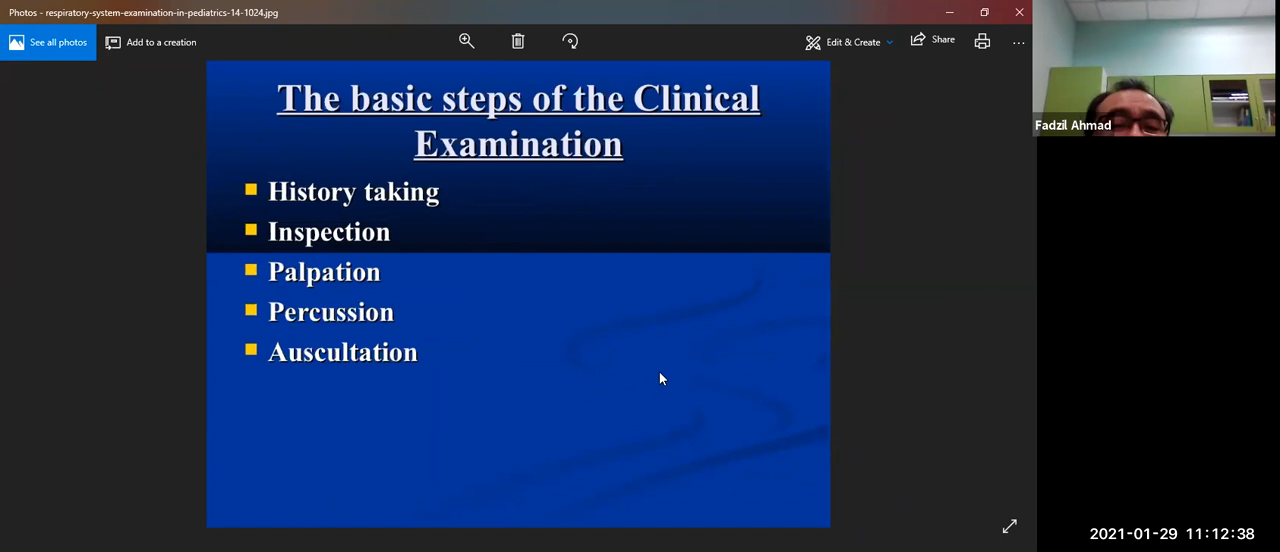 Photos - respiratory-system-examination-in-pediatrics-14-1024.jpg
See all photos
Add to a creation
Edit & Create
Share
The basic steps of the Clinical
Examination
History taking
Inspection
Palpation
Percussion
Auscultation
Fadzil Ahmad
2021-01-29 11:12:38